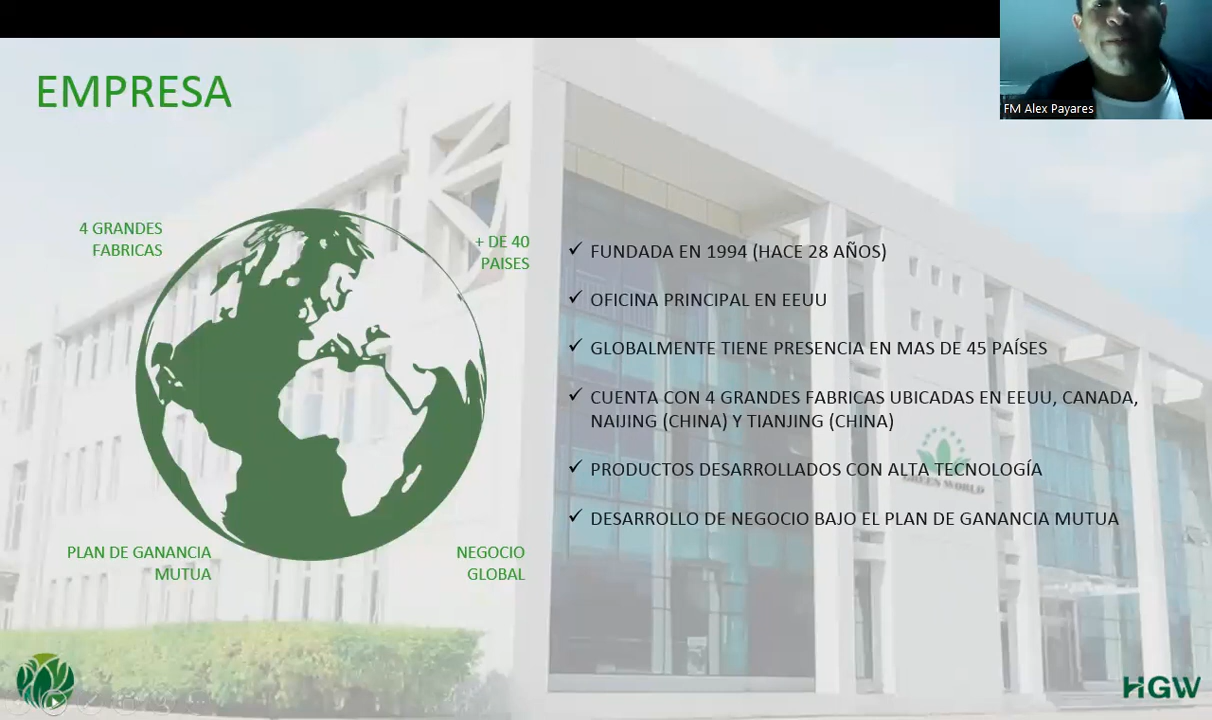 FM Alex Payares
EMPRESA
4 GRANDES
FABRICAS
+ DE 40
PAISES
PLAN DE GANANCIA
MUTUA
NEGOCIO
GLOBAL
✓ FUNDADA EN 1994 (HACE 28 AÑOS)
✓ OFICINA PRINCIPAL EN EEUU
✓ GLOBALMENTE TIENE PRESENCIA EN MAS DE 45 PAÍSES
✓ CUENTA CON 4 GRANDES FABRICAS UBICADAS EN EEUU, CANADA,
NAIJING (CHINA) Y TIANJING (CHINA)
✓ PRODUCTOS DESARROLLADOS CON ALTA TECNOLOGÍA
GREEN WORLD
✓ DESARROLLO DE NEGOCIO BAJO EL PLAN DE GANANCIA MUTUA
HGW